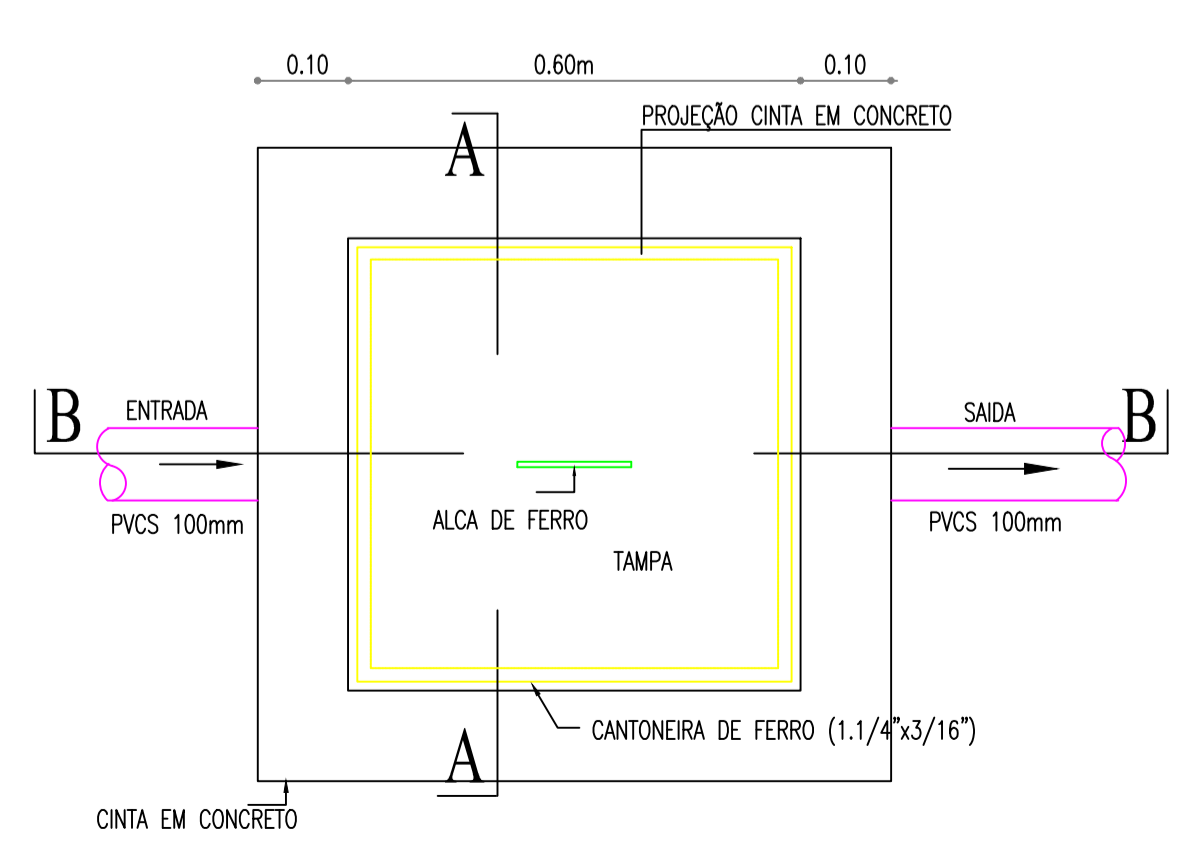 0.10 0.60m 0.10
PROJEÇÃO CINTA EM CONCRETO
A
B ENTRADA SAIDA B
PVCS 100mm ALCA DE FERRO PVCS 100mm
TAMPA
A CANTONEIRA DE FERRO (1.1/4"x3/16")
CINTA EM CONCRETO